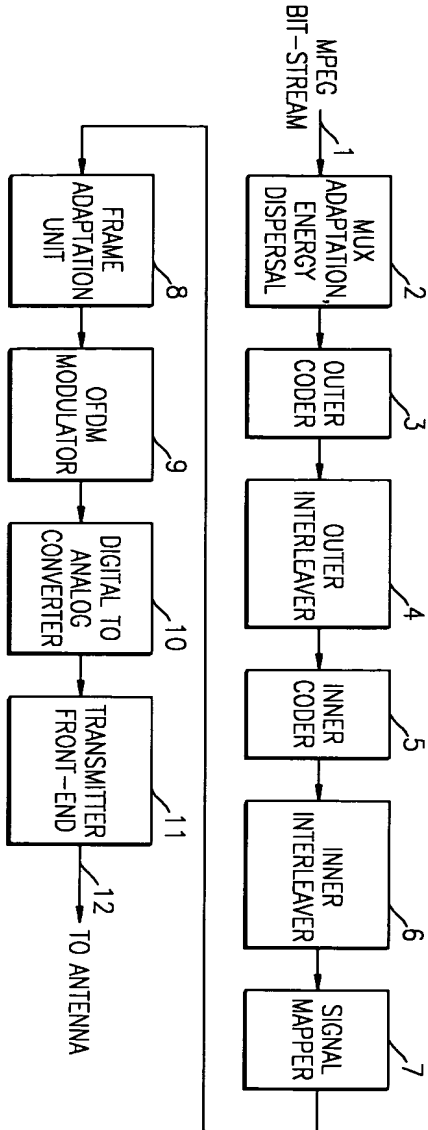 MPEG
BIT-STREAM
1
MUX
ADAPTATION,
ENERGY
DISPERSAL
2
OUTER
CODER
3
OUTER
INTERLEAVER
4
INNER
CODER
5
INNER
INTERLEAVER
6
SIGNAL
MAPPER
7
FRAME
ADAPTATION
UNIT
8
OFDM
MODULATOR
9
DIGITAL TO
ANALOG
CONVERTER
10
TRANSMITTER
FRONT-END
11
12
TO ANTENNA